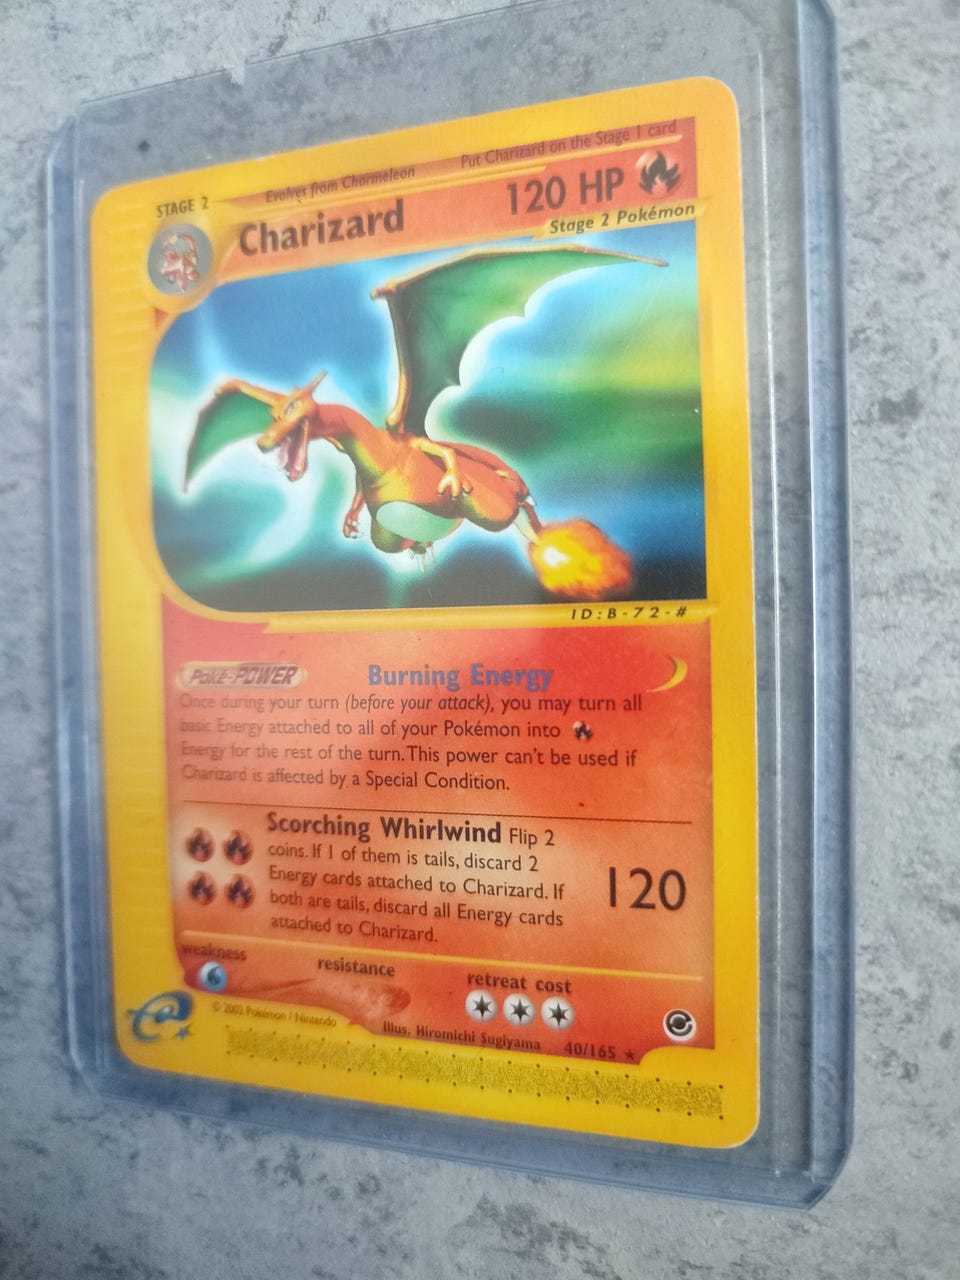 STAGE 2
Evolves from Charmeleon
Put Charizard on the Stage 1 card
Charizard
120 HP
Stage 2 Pokémon
ID:B-72-#
Poké-POWER
Burning Energy
Once during your turn (before your attack), you may turn all
basic Energy attached to all of your Pokémon into
Energy for the rest of the turn. This power can't be used if
Charizard is affected by a Special Condition.
Scorching Whirlwind Flip 2
coins. If 1 of them is tails, discard 2
Energy cards attached to Charizard. If
both are tails, discard all Energy cards
attached to Charizard.
120
weakness
resistance
retreat cost
e
© 2002 Pokémon / Nintendo
Illus. Hiromichi Sugiyama
40/165 ★